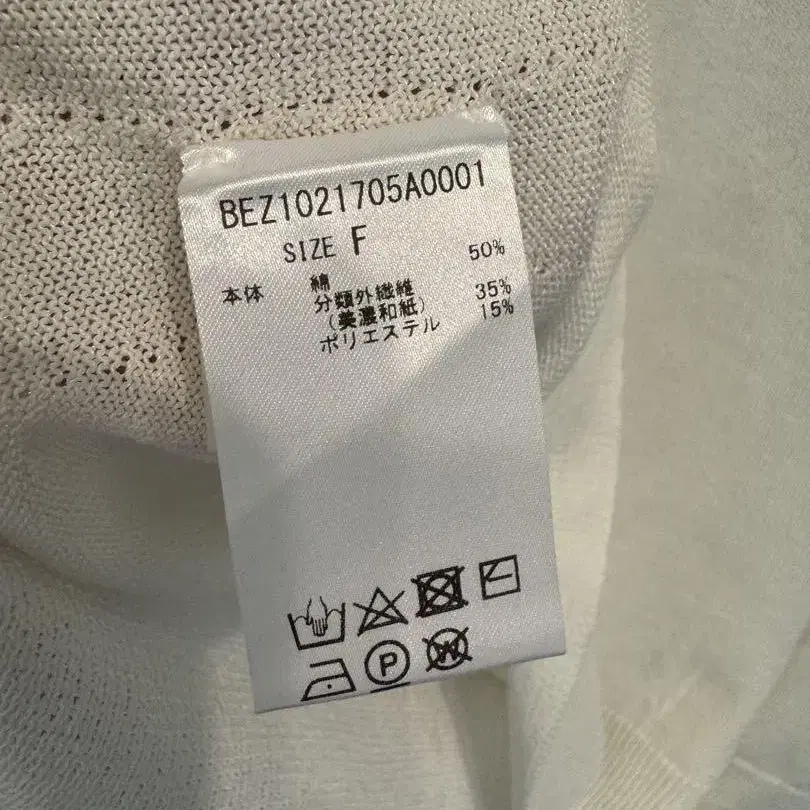 BEZ1021705A0001
SIZE F
本体 綿 50%
分類外繊維 35%
(美濃和紙)
ポリエステル 15%
P W